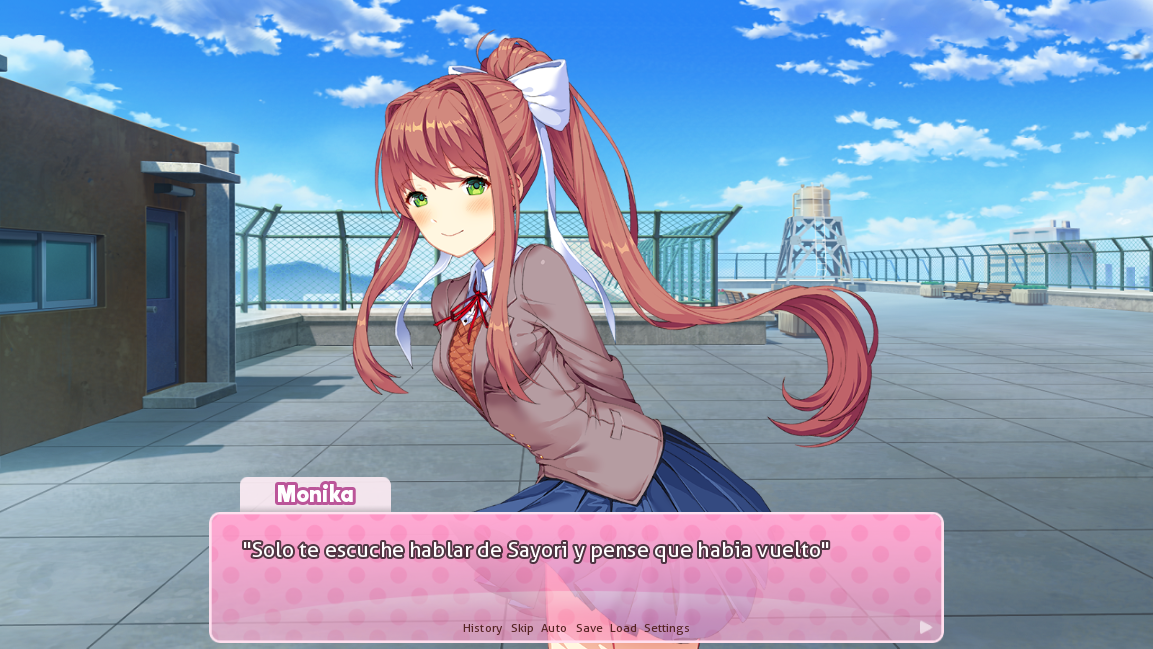 Monika
"Solo te escuche hablar de Sayori y pense que habia vuelto"
History Skip Auto Save Load Settings